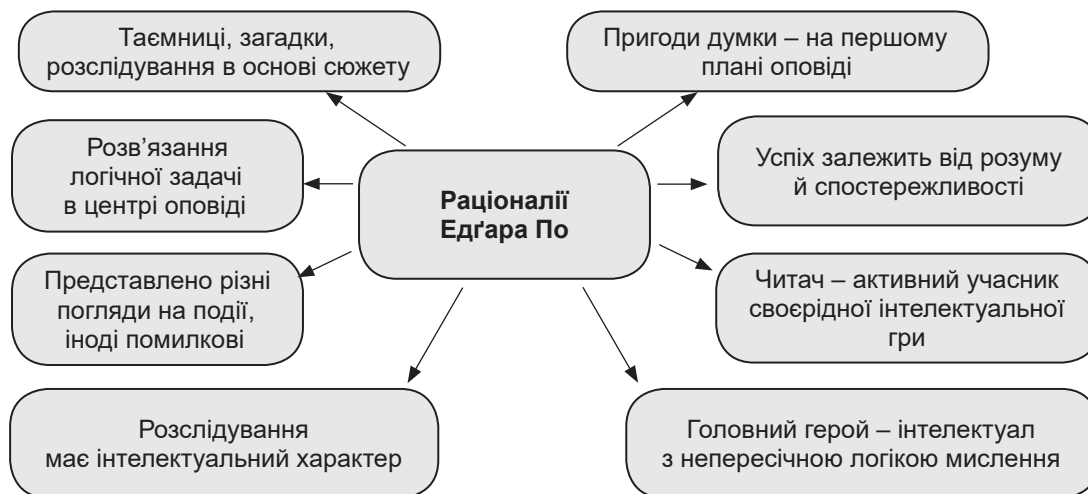 Таємниці, загадки,
розслідування в основі сюжету
Пригоди думки – на першому
плані оповіді
Розв’язання
логічної задачі
в центрі оповіді
Раціоналії
Едґара По
Успіх залежить від розуму
й спостережливості
Представлено різні
погляди на події,
іноді помилкові
Читач – активний учасник
своєрідної інтелектуальної
гри
Розслідування
має інтелектуальний характер
Головний герой – інтелектуал
з непересічною логікою мислення